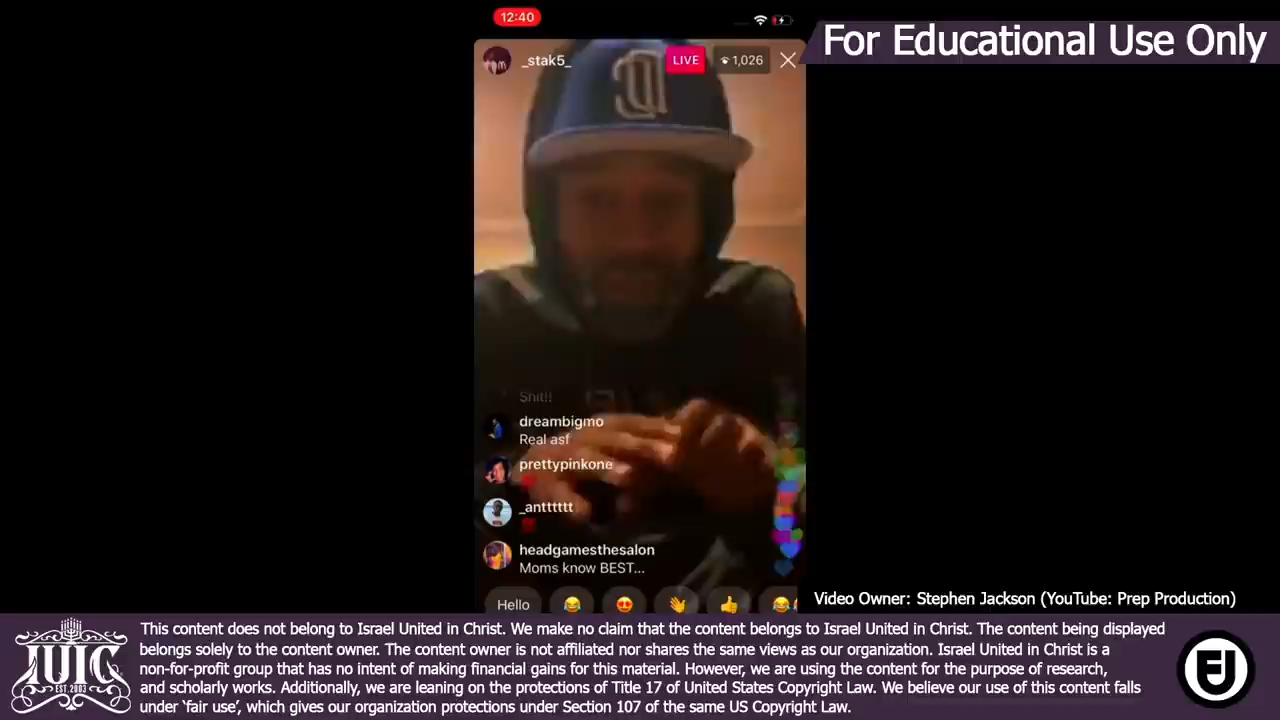 12:40
For Educational Use Only
_stak5_
LIVE
1,026
Shit!!
dreambigmo
Real asf
prettypinkone
_antttttt
headgamesthesalon
Moms know BEST...
Hello
Video Owner: Stephen Jackson (YouTube: Prep Production)
This content does not belong to Israel United in Christ. We make no claim that the content belongs to Israel United in Christ. The content being displayed
belongs solely to the content owner. The content owner is not affiliated nor shares the same views as our organization. Israel United in Christ is a
non-for-profit group that has no intent of making financial gains for this material. However, we are using the content for the purpose of research,
and scholarly works. Additionally, we are leaning on the protections of Title 17 of United States Copyright Law. We believe our use of this content falls
under ‘fair use’, which gives our organization protections under Section 107 of the same US Copyright Law.
IUIC
EST.2003